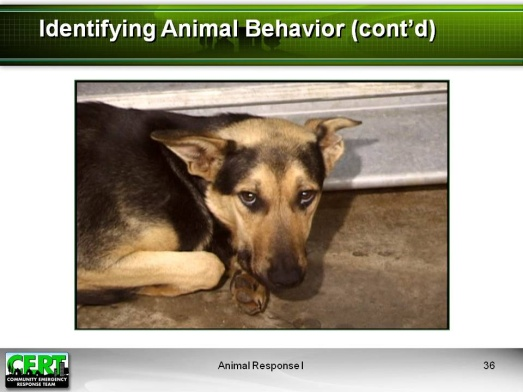 Identifying Animal Behavior (cont’d)
CERT
COMMUNITY EMERGENCY
RESPONSE TEAM
Animal Response I
36